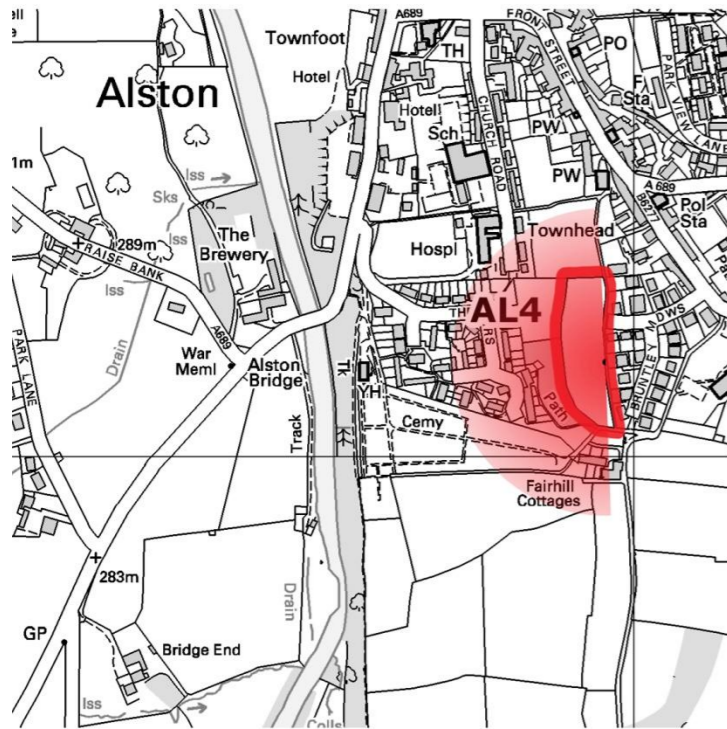 A689
Townfoot
TH
Hotel
FRONT STREET
PO
Alston
F
Sta
PARK VIEW LANE
Hotel
CHURCH ROAD
Sch
PW
1m
Iss
Sks
PW
A 689
B6277
Pol
Sta
289m
RAISE BANK
Iss
The
Brewery
Hospl
Townhead
Iss
AL4
TH
RS
BRUNTLEY MDWS
PARK LANE
Drain
A689
War
Meml
Alston
Bridge
Tk
YH
Path
Track
Cemy
Fairhill
Cottages
283m
Drain
GP
Bridge End
Iss
Colls